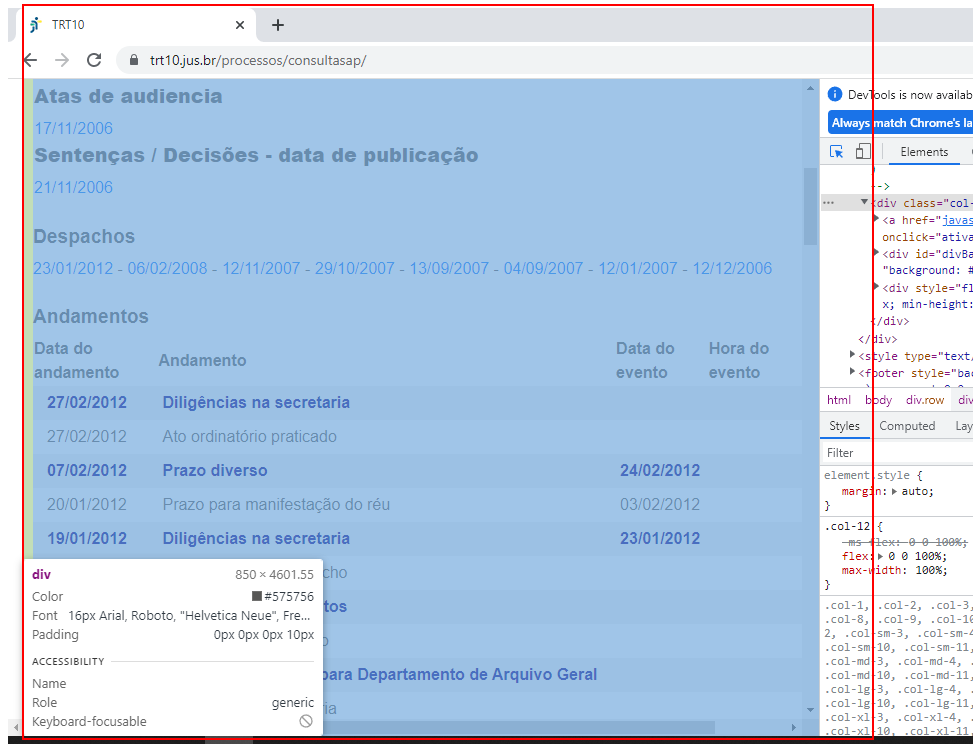 TRT10
trt10.jus.br/processos/consultasap/
Atas de audiencia
17/11/2006
Sentenças / Decisões - data de publicação
21/11/2006
Despachos
23/01/2012 - 06/02/2008 - 12/11/2007 - 29/10/2007 - 13/09/2007 - 04/09/2007 - 12/01/2007 - 12/12/2006
Andamentos
Data do andamento Andamento Data do evento Hora do evento
27/02/2012 Diligências na secretaria
27/02/2012 Ato ordinatório praticado
07/02/2012 Prazo diverso 24/02/2012
20/01/2012 Prazo para manifestação do réu 03/02/2012
19/01/2012 Diligências na secretaria 23/01/2012
cho
tos
o
para Departamento de Arquivo Geral
ria
div 850 × 4601.55
Color #575756
Font 16px Arial, Roboto, "Helvetica Neue", Fre...
Padding 0px 0px 0px 10px
ACCESSIBILITY
Name
Role generic
Keyboard-focusable
DevTools is now availab
Always match Chrome's la
Elements
-->
<div class="col-
<a href="javas
onclick="ativa
<div id="divBa
"background: #
<div style="fl
x; min-height:
</div>
</div>
<style type="text/
<footer style="bac
html body div.row div
Styles Computed Lay
Filter
element.style {
margin: auto;
}
.col-12 {
-ms-flex: 0 0 100%;
flex: 0 0 100%;
max-width: 100%;
}
.col-1, .col-2, .col-3,
.col-8, .col-9, .col-10
2, .col-sm-3, .col-sm-4
.col-sm-10, .col-sm-11,
.col-md-3, .col-md-4, .
.col-md-10, .col-md-11,
.col-lg-3, .col-lg-4, .
.col-lg-10, .col-lg-11,
.col-xl-3, .col-xl-4, .
.col-xl-10, .col-xl-11